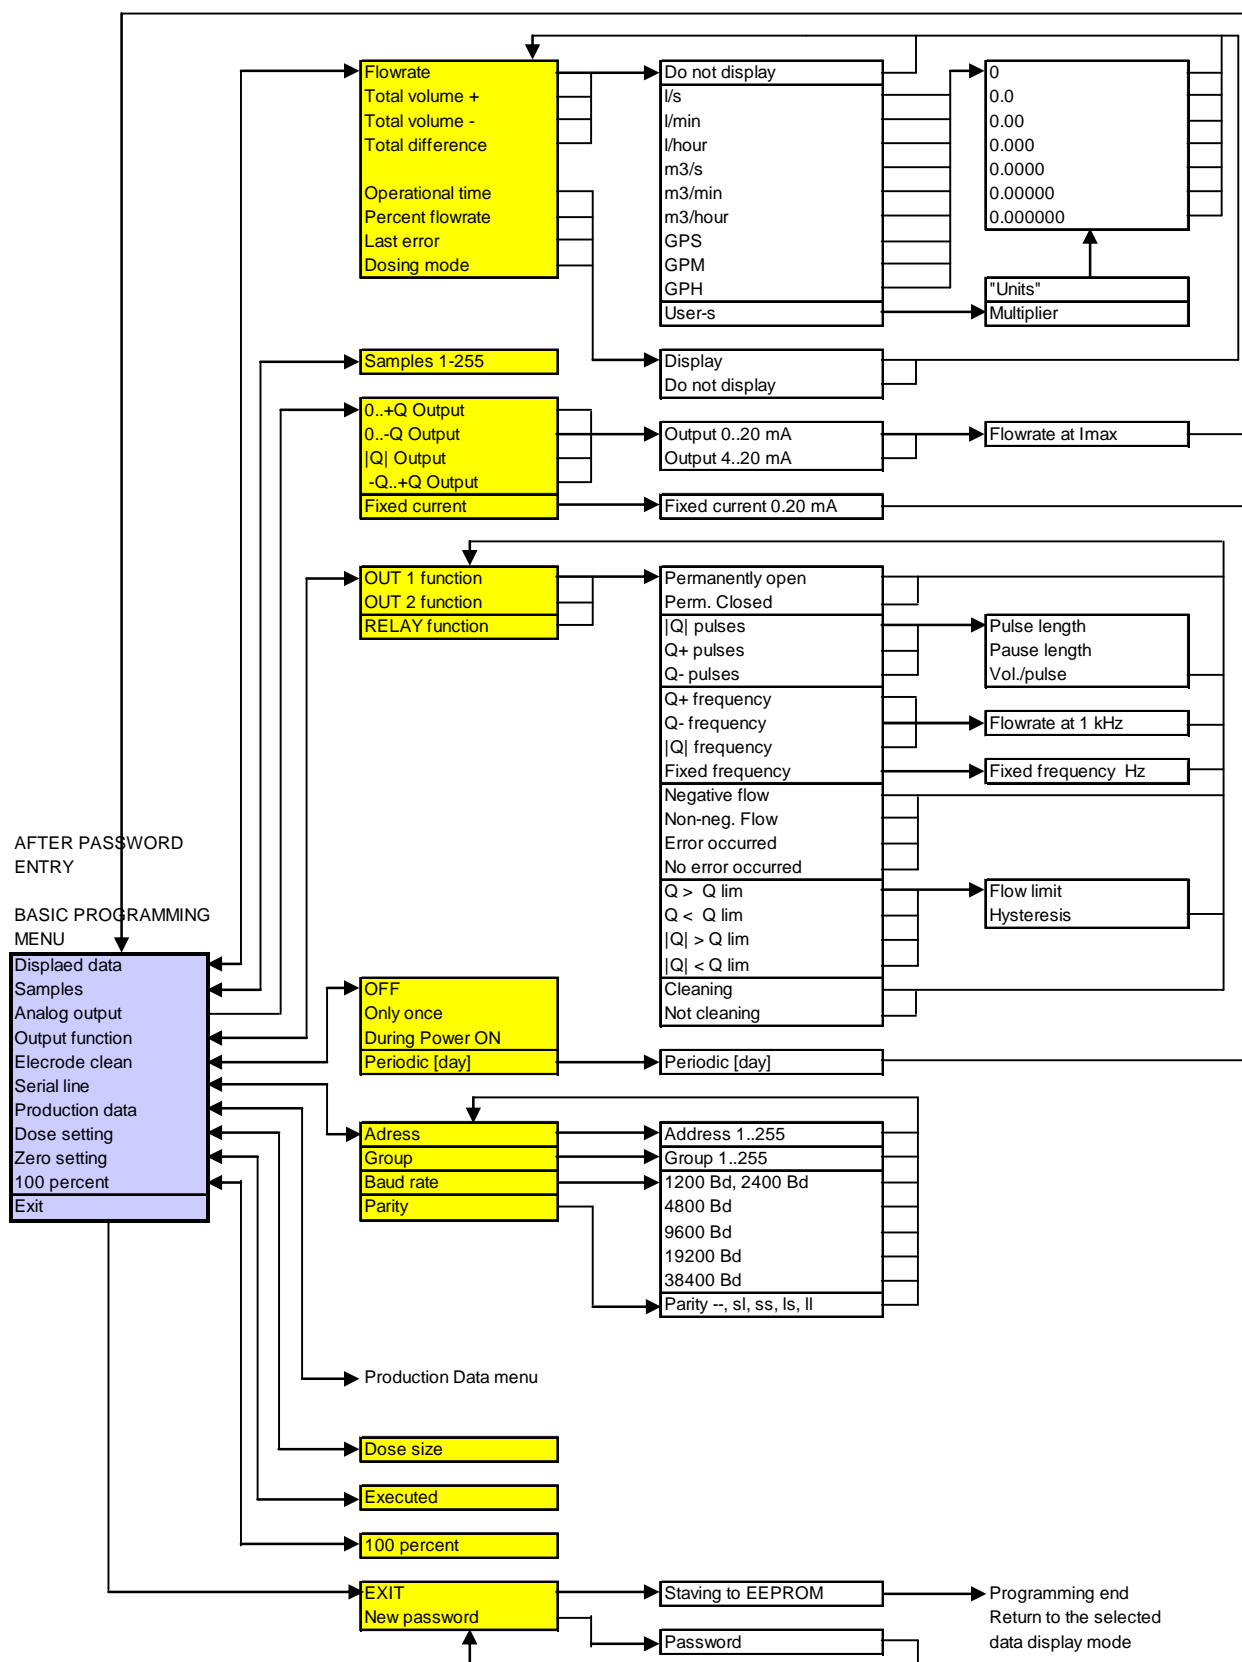 Flowrate
Total volume +
Total volume -
Total difference
Operational time
Percent flowrate
Last error
Dosing mode
Do not display
l/s
l/min
l/hour
m3/s
m3/min
m3/hour
GPS
GPM
GPH
User-s
0
0.0
0.00
0.000
0.0000
0.00000
0.000000
"Units"
Multiplier
Samples 1-255
Display
Do not display
0..+Q Output
0..-Q Output
|Q| Output
-Q..+Q Output
Fixed current
Output 0..20 mA
Output 4..20 mA
Flowrate at Imax
Fixed current 0.20 mA
OUT 1 function
OUT 2 function
RELAY function
Permanently open
Perm. Closed
|Q| pulses
Q+ pulses
Q- pulses
Q+ frequency
Q- frequency
|Q| frequency
Fixed frequency
Negative flow
Non-neg. Flow
Error occurred
No error occurred
Q > Q lim
Q < Q lim
|Q| > Q lim
|Q| < Q lim
Cleaning
Not cleaning
Pulse length
Pause length
Vol./pulse
Flowrate at 1 kHz
Fixed frequency Hz
Flow limit
Hysteresis
AFTER PASSWORD
ENTRY
BASIC PROGRAMMING
MENU
Displaed data
Samples
Analog output
Output function
Elecrode clean
Serial line
Production data
Dose setting
Zero setting
100 percent
Exit
OFF
Only once
During Power ON
Periodic [day]
Periodic [day]
Adress
Group
Baud rate
Parity
Address 1..255
Group 1..255
1200 Bd, 2400 Bd
4800 Bd
9600 Bd
19200 Bd
38400 Bd
Parity --, sl, ss, ls, ll
Production Data menu
Dose size
Executed
100 percent
EXIT
New password
Staving to EEPROM
Password
Programming end
Return to the selected
data display mode